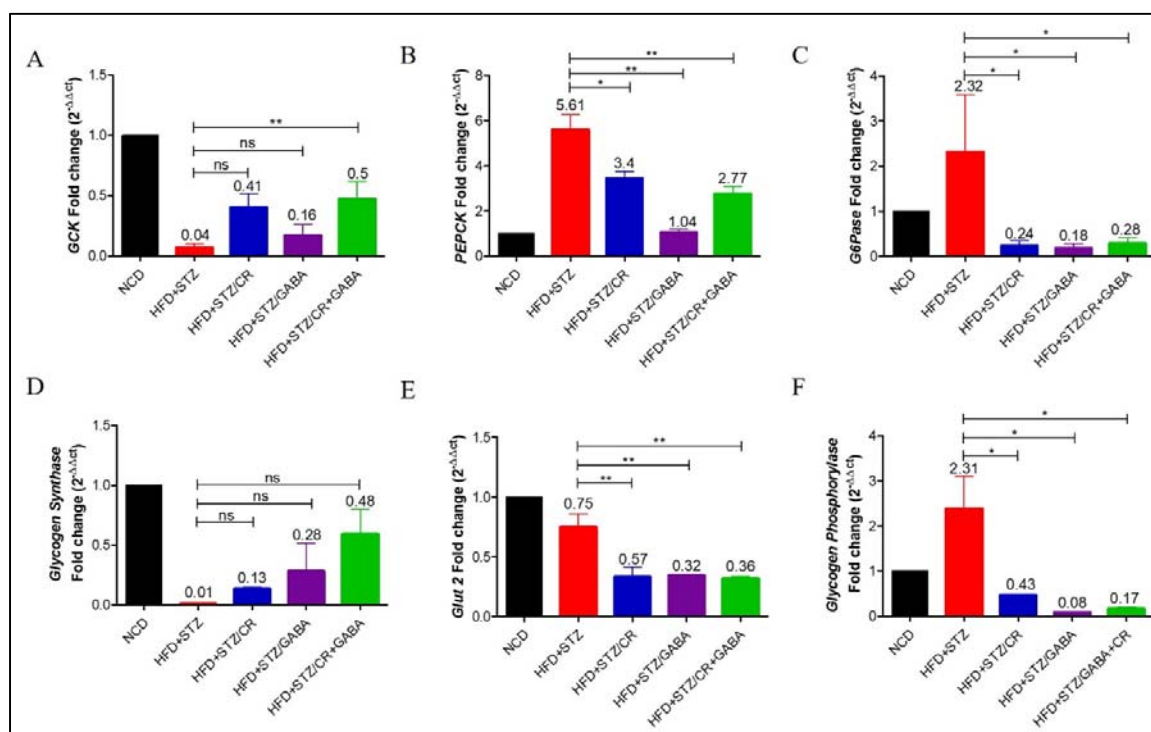 A
GCK Fold change (2^-ΔΔct)
1.5
1.0
0.5
0.0
**
ns
ns
0.04
0.41
0.16
0.5
NCD
HFD+STZ
HFD+STZ/CR
HFD+STZ/GABA
HFD+STZ/CR+GABA
B
PEPCK Fold change (2^-ΔΔct)
8
6
4
2
0
**
**
*
5.61
3.4
1.04
2.77
NCD
HFD+STZ
HFD+STZ/CR
HFD+STZ/GABA
HFD+STZ/CR+GABA
C
G6Pase Fold change (2^-ΔΔct)
4
3
2
1
0
*
*
*
2.32
0.24
0.18
0.28
NCD
HFD+STZ
HFD+STZ/CR
HFD+STZ/GABA
HFD+STZ/CR+GABA
D
Glycogen Synthase
Fold change (2^-ΔΔct)
1.5
1.0
0.5
0.0
ns
ns
ns
0.01
0.13
0.28
0.48
NCD
HFD+STZ
HFD+STZ/CR
HFD+STZ/GABA
HFD+STZ/CR+GABA
E
Glut 2 Fold change (2^-ΔΔct)
1.5
1.0
0.5
0.0
**
**
**
0.75
0.57
0.32
0.36
NCD
HFD+STZ
HFD+STZ/CR
HFD+STZ/GABA
HFD+STZ/CR+GABA
F
Glycogen Phosphorylase
Fold change (2^-ΔΔct)
4
3
2
1
0
*
*
*
2.31
0.43
0.08
0.17
NCD
HFD+STZ
HFD+STZ/CR
HFD+STZ/GABA
HFD+STZ/GABA+CR